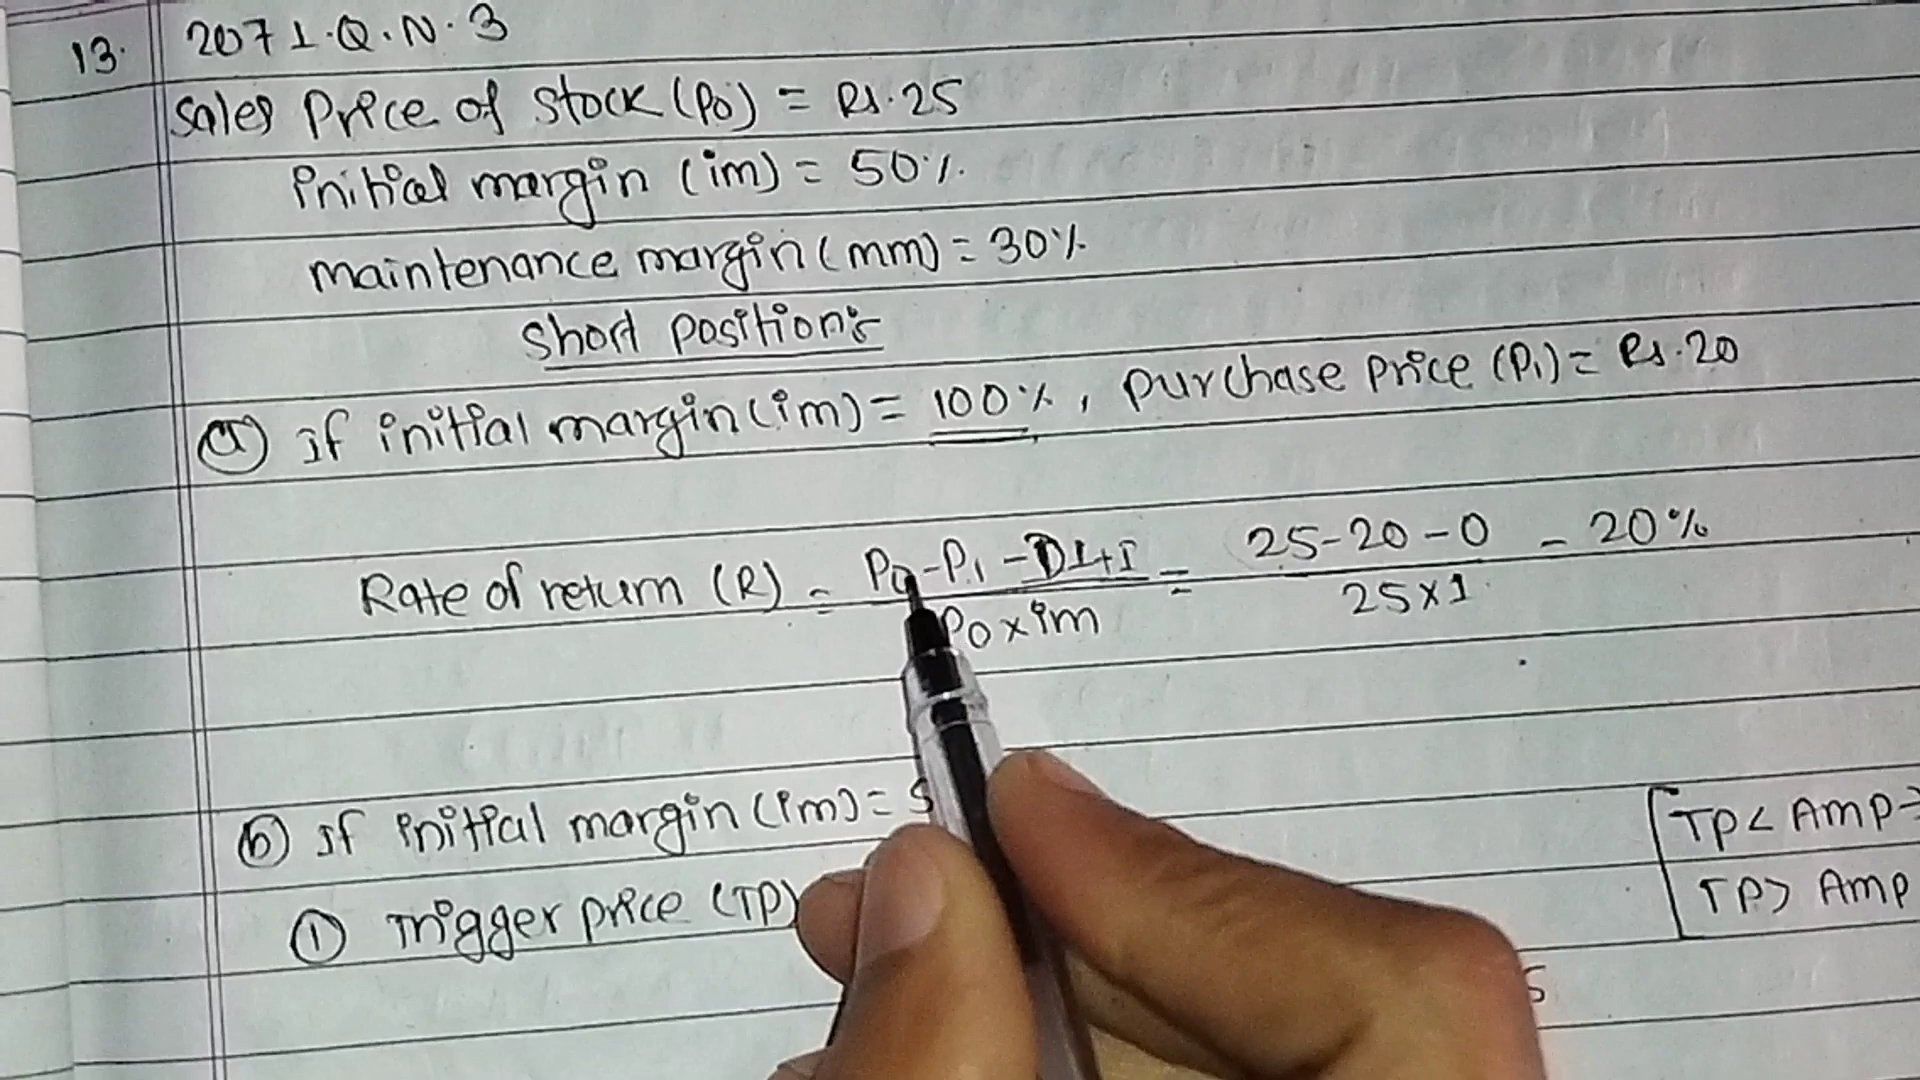 13. 2071.Q.N.3
Sales Price of stock (P0) = Rs.25
initial margin (im) = 50%
maintenance margin (mm) = 30%
Short position:-
(a) if initial margin (im) = 100%, purchase price (P1) = Rs.20
Rate of return (R) = P0-P1-D1+I / P0×im = 25-20-0 / 25×1 = 20%
(b) if initial margin (im) =
TP< Amp→
(1) Trigger price (TP)
TP> Amp